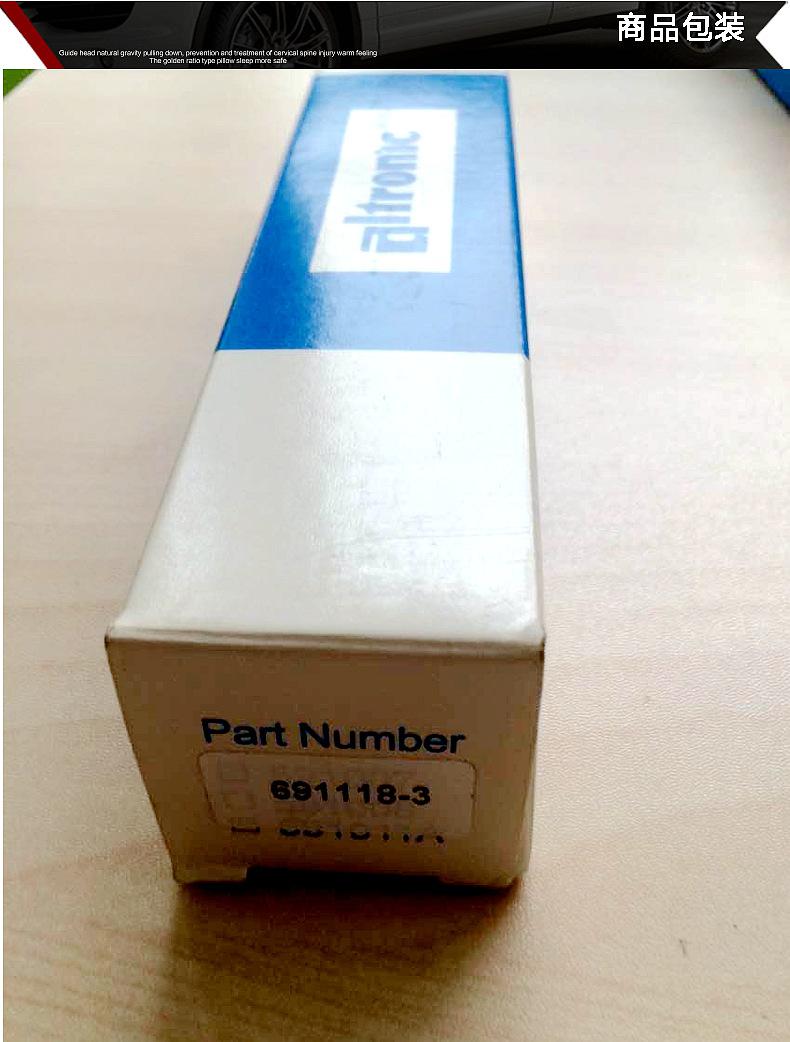 商品包装
Guide head natural gravity pulling down, prevention and treatment of cervical spine injury warm feeling
The golden ratio type pillow sleep more safe
altronic
Part Number
691118-3